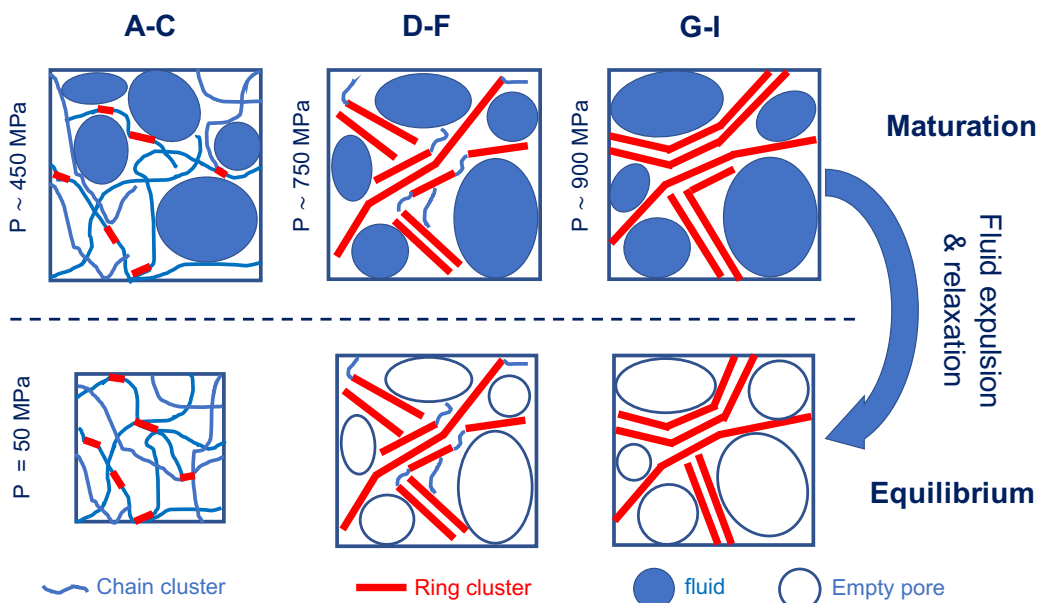 A-C
D-F
G-I
P ~ 450 MPa
P ~ 750 MPa
P ~ 900 MPa
Maturation
Fluid expulsion
& relaxation
P = 50 MPa
Equilibrium
Chain cluster
Ring cluster
fluid
Empty pore